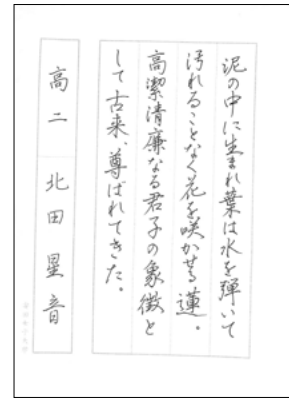 泥の中に生まれ葉は水を弾いて
汚れることなく花を咲かせる蓮。
高潔清廉なる君子の象徴と
して古来、尊ばれてきた。
高二 北田星音